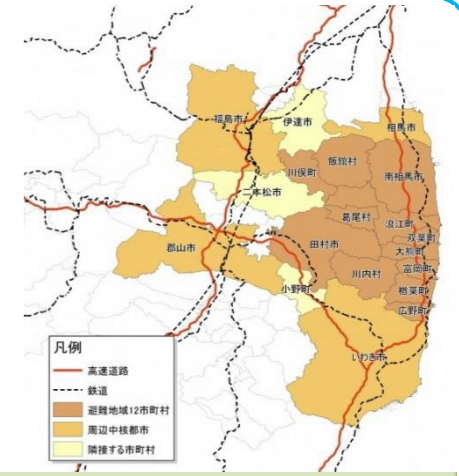 福島市
伊達市
相馬市
川俣町
飯舘村
南相馬市
二本松市
葛尾村
浪江町
双葉町
田村市
大熊町
郡山市
富岡町
川内村
小野町
楢葉町
広野町
いわき市
凡例
高速道路
鉄道
避難地域12市町村
周辺中核都市
隣接する市町村